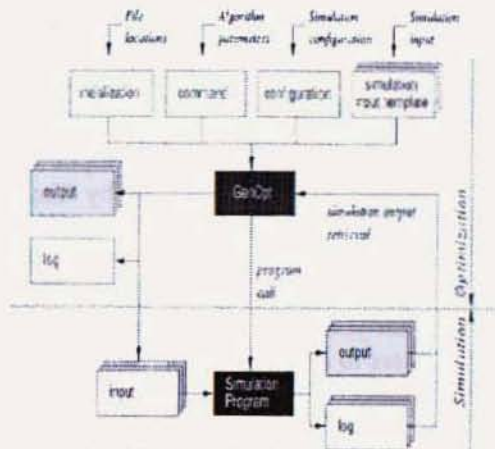 File
locations
Algorithm
parameters
Simulation
configuration
Simulation
input
initialization
command
configuration
simulation
input template
output
GenOpt
simulation output
retrieval
log
program
call
Optimization
Simulation
input
Simulation
Program
output
log